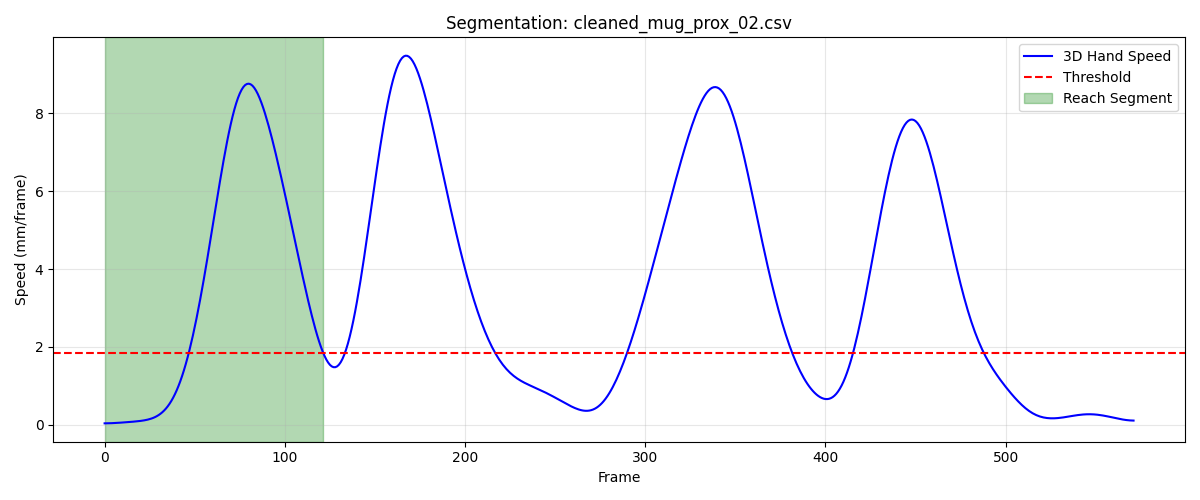 Segmentation: cleaned_mug_prox_02.csv
3D Hand Speed
Threshold
Reach Segment
Speed (mm/frame)
8
6
4
2
0
0 100 200 300 400 500
Frame